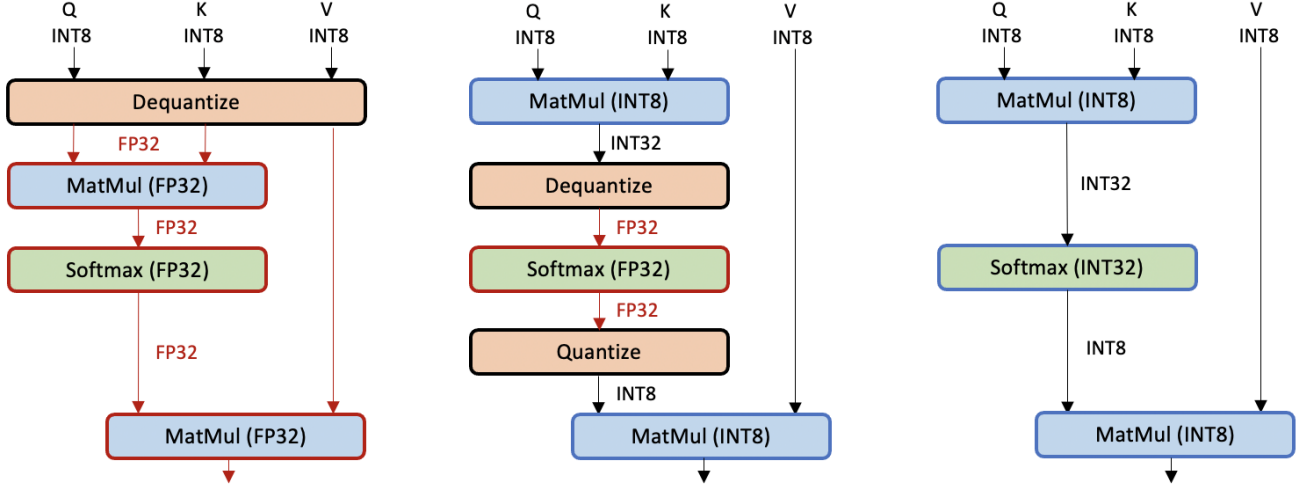 Q K V
INT8 INT8 INT8
Dequantize
FP32
MatMul (FP32)
FP32
Softmax (FP32)
FP32
MatMul (FP32)
Q K V
INT8 INT8 INT8
MatMul (INT8)
INT32
Dequantize
FP32
Softmax (FP32)
FP32
Quantize
INT8
MatMul (INT8)
Q K V
INT8 INT8 INT8
MatMul (INT8)
INT32
Softmax (INT32)
INT8
MatMul (INT8)